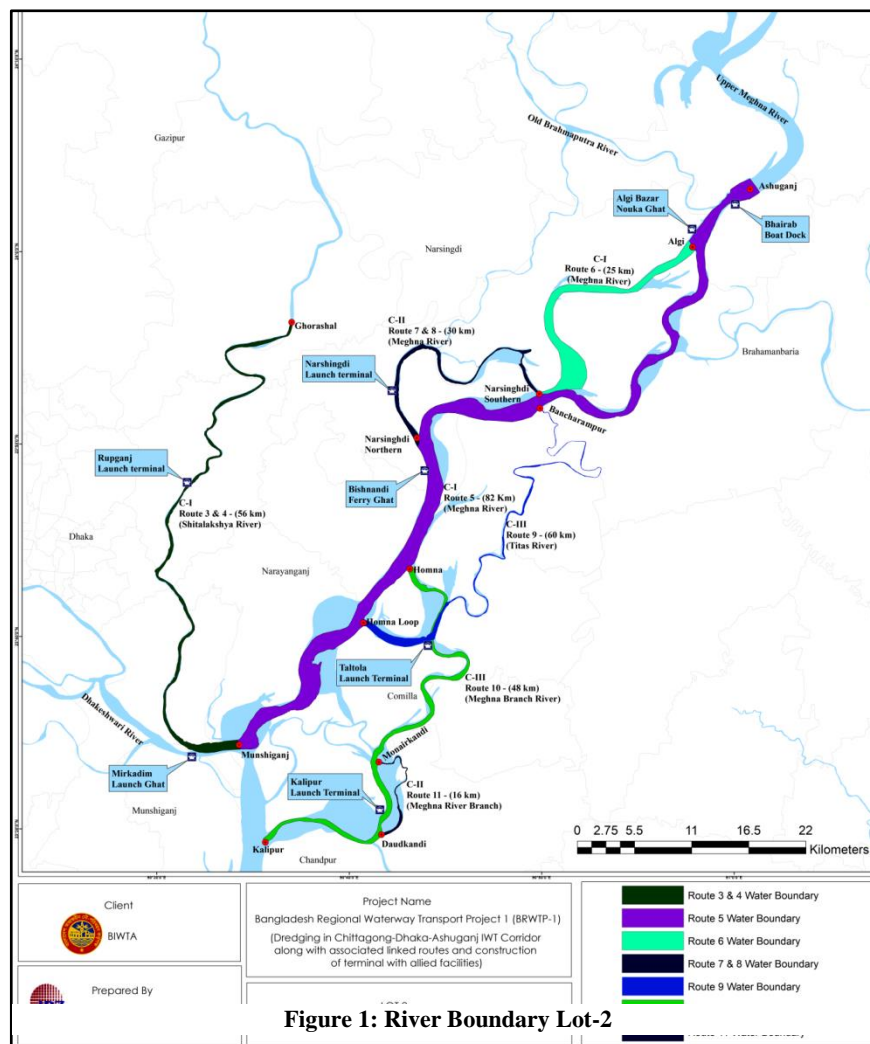 Upper Meghna River
Old Brahmaputra River
Gazipur
Ashuganj
Algi Bazar
Nouka Ghat
Bhairab
Boat Dock
Algi
Narsingdi
C-I
Route 6 - (25 km)
(Meghna River)
Ghorashal
C-II
Route 7 & 8 - (30 km)
(Meghna River)
Brahamunbaria
Narshingdi
Launch terminal
Narsinghdi
Southern
Bancharampur
Narsinghdi
Northern
Rupganj
Launch terminal
Bishnandi
Ferry Ghat
C-I
Route 5 - (82 Km)
(Meghna River)
C-I
Route 3 & 4 - (56 km)
(Shitalakshya River)
C-III
Route 9 - (60 km)
(Titas River)
Dhaka
Narayanganj
Homna
Homna Loop
Taltola
Launch Terminal
C-III
Route 10 - (48 km)
(Meghna Branch River)
Comilla
Dhakeshwari River
Munshiganj
Monairkandi
Mirkadim
Launch Ghat
Kalipur
Launch Terminal
C-II
Route 11 - (16 km)
(Meghna River Branch)
Munshiganj
Kalipur
Daudkandi
Chandpur
0 2.75 5.5 11 16.5 22
Kilometers
Client
BIWTA
Prepared By
Project Name
Bangladesh Regional Waterway Transport Project 1 (BRWTP-1)
(Dredging in Chittagong-Dhaka-Ashuganj IWT Corridor
along with associated linked routes and construction
of terminal with allied facilities)
Route 3 & 4 Water Boundary
Route 5 Water Boundary
Route 6 Water Boundary
Route 7 & 8 Water Boundary
Route 9 Water Boundary
Figure 1: River Boundary Lot-2